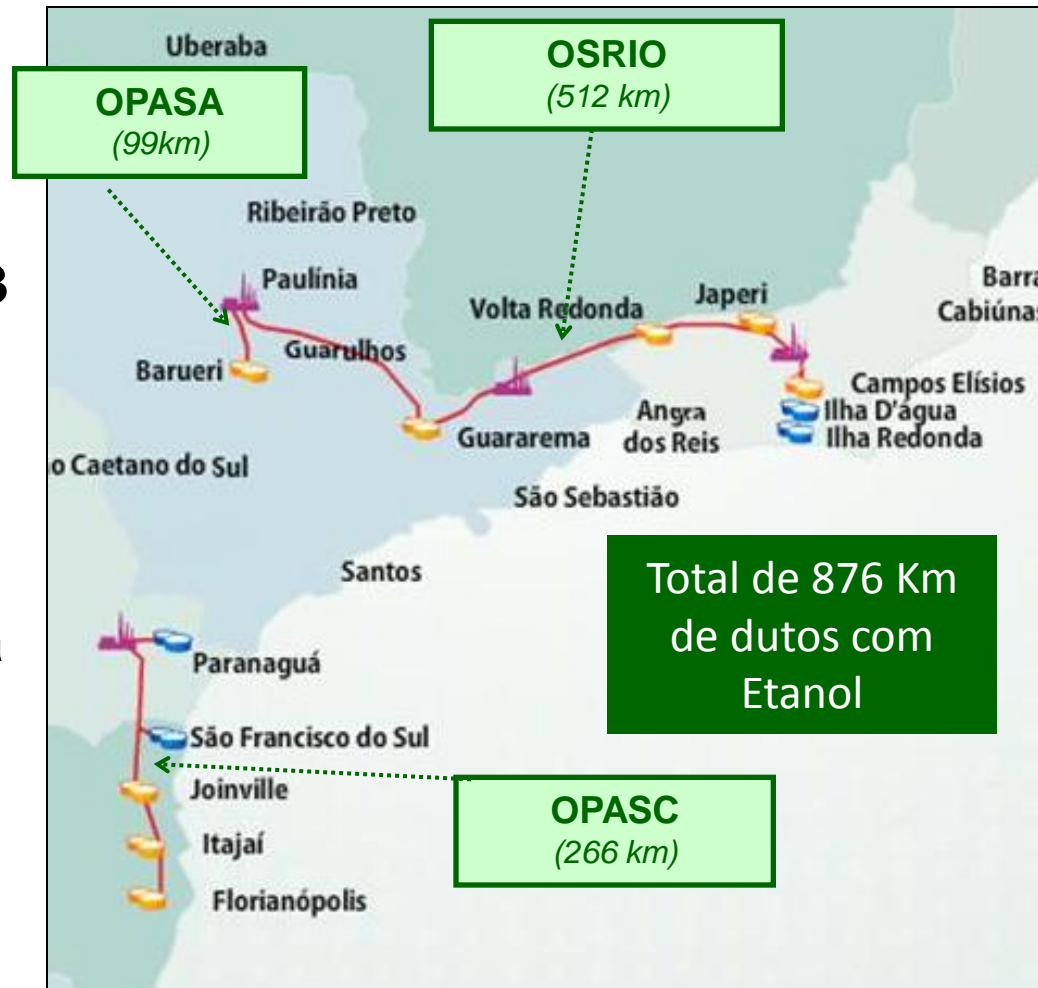 Uberaba
OSRIO
(512 km)
OPASA
(99km)
Ribeirão Preto
Paulínia
Volta Redonda
Japeri
Barra
Cabiúnas
Guarulhos
Barueri
Campos Elísios
Ilha D'água
Ilha Redonda
Angra
dos Reis
Guararema
o Caetano do Sul
São Sebastião
Santos
Total de 876 Km
de dutos com
Etanol
Paranaguá
São Francisco do Sul
Joinville
OPASC
(266 km)
Itajaí
Florianópolis